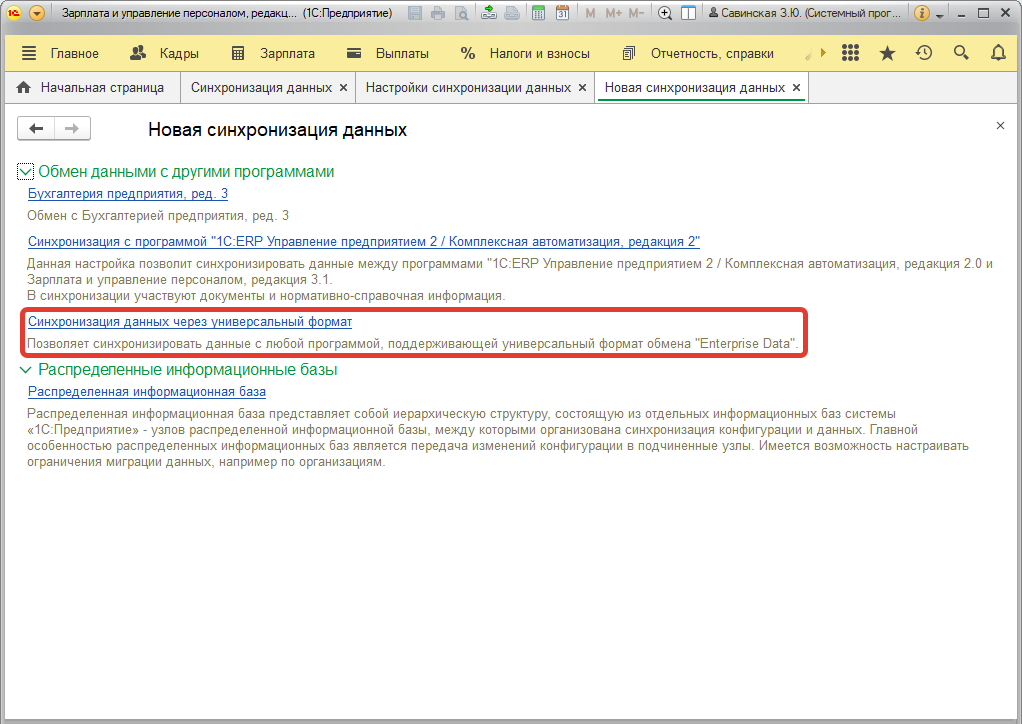 Зарплата и управление персоналом, редакц... (1С:Предприятие)
M M+ M−
31
Савинская З.Ю. (Системный прог...
Главное Кадры Зарплата Выплаты Налоги и взносы Отчетность, справки
Начальная страница Синхронизация данных Настройки синхронизации данных Новая синхронизация данных
Новая синхронизация данных
Обмен данными с другими программами
Бухгалтерия предприятия, ред. 3
Обмен с Бухгалтерией предприятия, ред. 3
Синхронизация с программой "1С:ERP Управление предприятием 2 / Комплексная автоматизация, редакция 2"
Данная настройка позволит синхронизировать данные между программами "1С:ERP Управление предприятием 2 / Комплексная автоматизация, редакция 2.0 и
Зарплата и управление персоналом, редакция 3.1.
В синхронизации участвуют документы и нормативно-справочная информация.
Синхронизация данных через универсальный формат
Позволяет синхронизировать данные с любой программой, поддерживающей универсальный формат обмена "Enterprise Data".
Распределенные информационные базы
Распределенная информационная база
Распределенная информационная база представляет собой иерархическую структуру, состоящую из отдельных информационных баз системы
«1С:Предприятие» - узлов распределенной информационной базы, между которыми организована синхронизация конфигурации и данных. Главной
особенностью распределенных информационных баз является передача изменений конфигурации в подчиненные узлы. Имеется возможность настраивать
ограничения миграции данных, например по организациям.